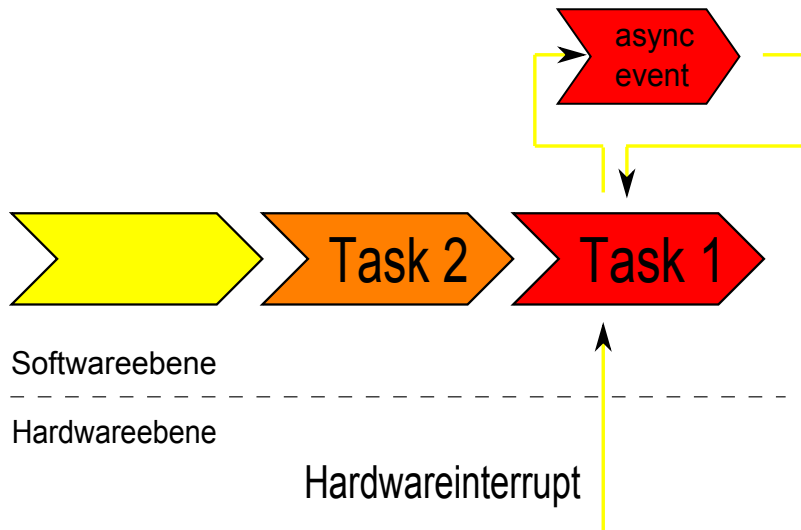 async
event
Task 2
Task 1
Softwareebene
Hardwareebene
Hardwareinterrupt